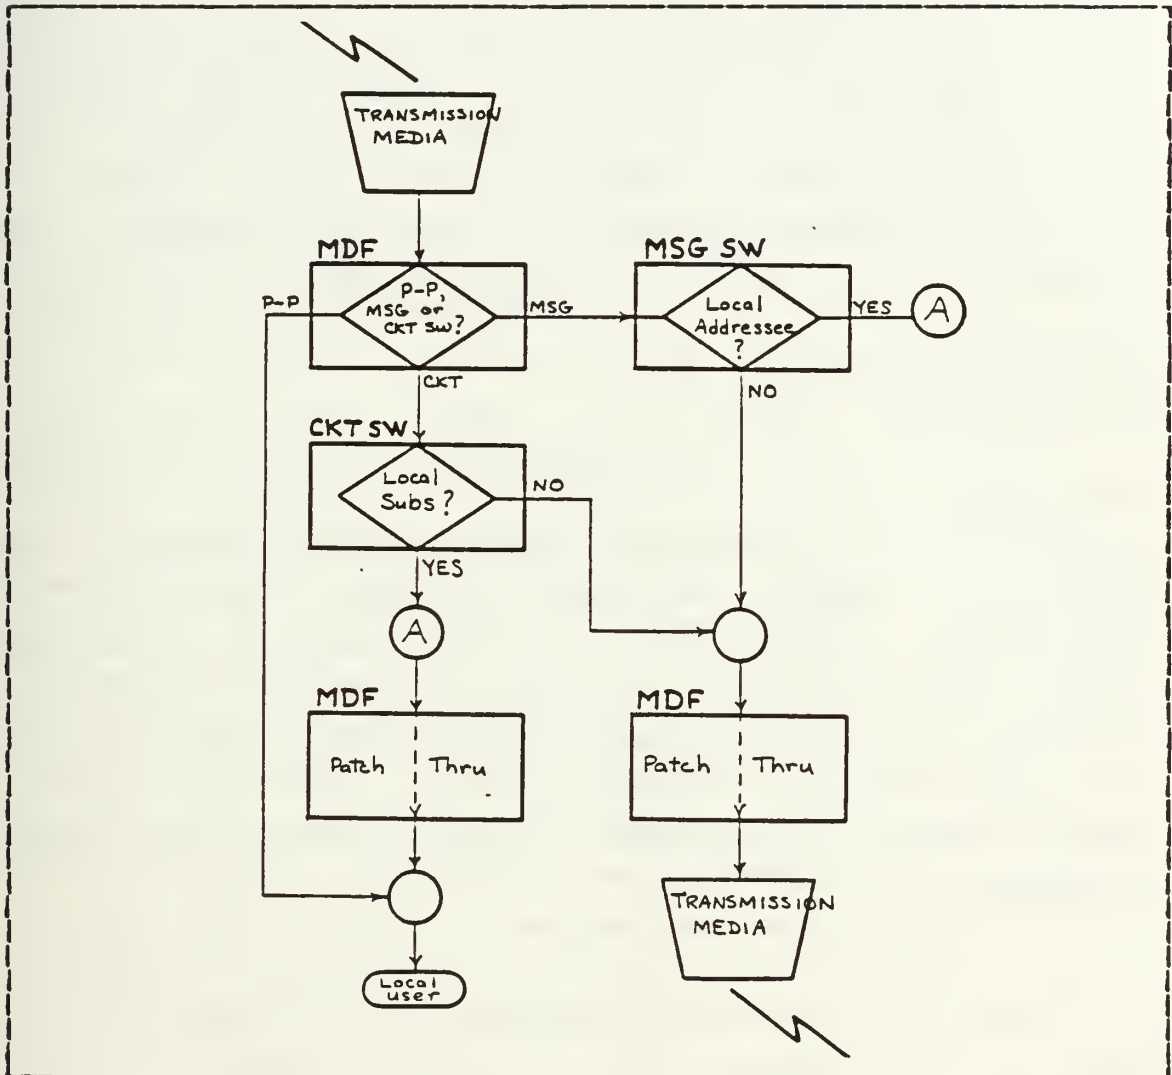 TRANSMISSION
MEDIA
MDF
MSG SW
P-P
P-P,
MSG or
CKT SW?
MSG
Local
Addressee
?
YES
A
CKT
NO
CKT SW
Local
Subs?
NO
YES
A
MDF
Patch Thru
MDF
Patch Thru
TRANSMISSION
MEDIA
Local
user